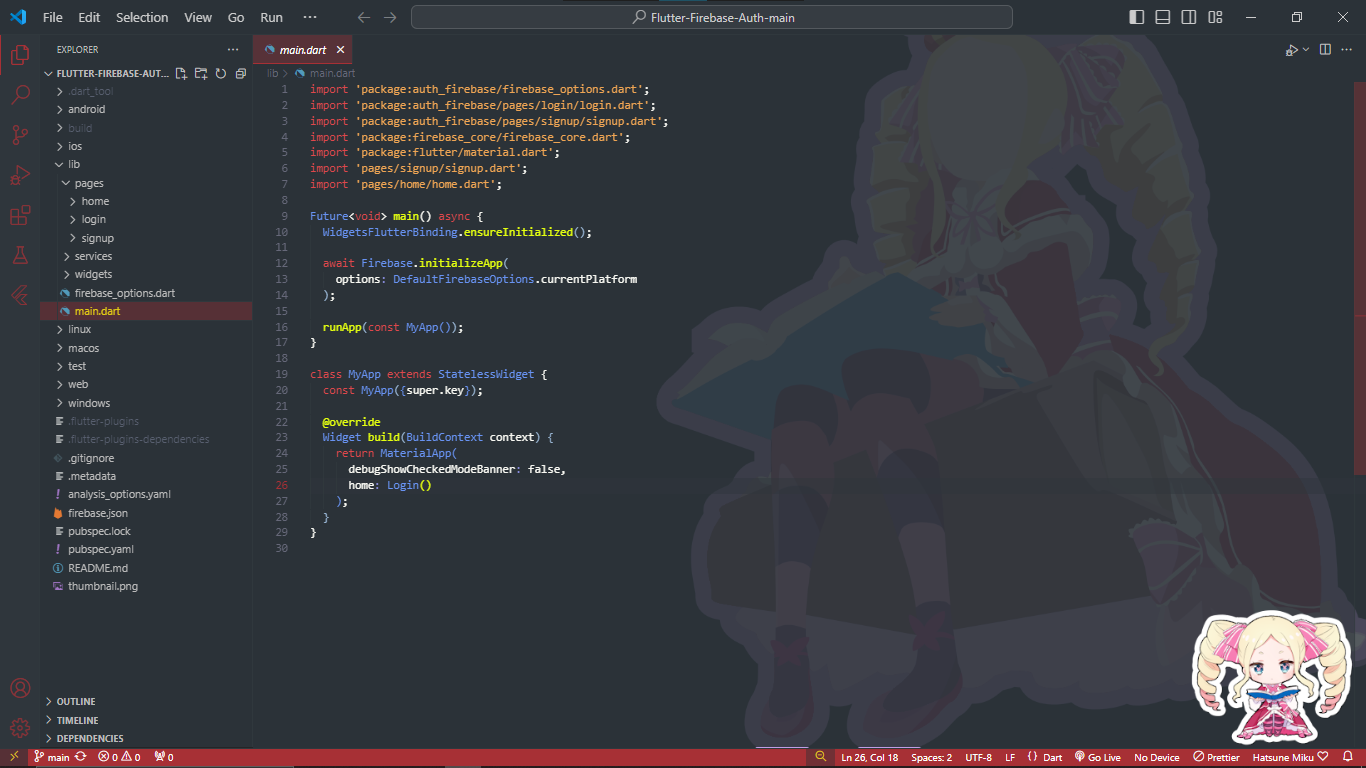 File Edit Selection View Go Run ··· Flutter-Firebase-Auth-main
EXPLORER
FLUTTER-FIREBASE-AUT...
.dart_tool
android
build
ios
lib
pages
home
login
signup
services
widgets
firebase_options.dart
main.dart
linux
macos
test
web
windows
.flutter-plugins
.flutter-plugins-dependencies
.gitignore
.metadata
analysis_options.yaml
firebase.json
pubspec.lock
pubspec.yaml
README.md
thumbnail.png
OUTLINE
TIMELINE
DEPENDENCIES
main.dart
lib > main.dart
1 import 'package:auth_firebase/firebase_options.dart';
2 import 'package:auth_firebase/pages/login/login.dart';
3 import 'package:auth_firebase/pages/signup/signup.dart';
4 import 'package:firebase_core/firebase_core.dart';
5 import 'package:flutter/material.dart';
6 import 'pages/signup/signup.dart';
7 import 'pages/home/home.dart';
8
9 Future<void> main() async {
10 WidgetsFlutterBinding.ensureInitialized();
11
12 await Firebase.initializeApp(
13 options: DefaultFirebaseOptions.currentPlatform
14 );
15
16 runApp(const MyApp());
17 }
18
19 class MyApp extends StatelessWidget {
20 const MyApp({super.key});
21
22 @override
23 Widget build(BuildContext context) {
24 return MaterialApp(
25 debugShowCheckedModeBanner: false,
26 home: Login()
27 );
28 }
29 }
30
main 0 0 0 Ln 26, Col 18 Spaces: 2 UTF-8 LF { } Dart Go Live No Device Prettier Hatsune Miku